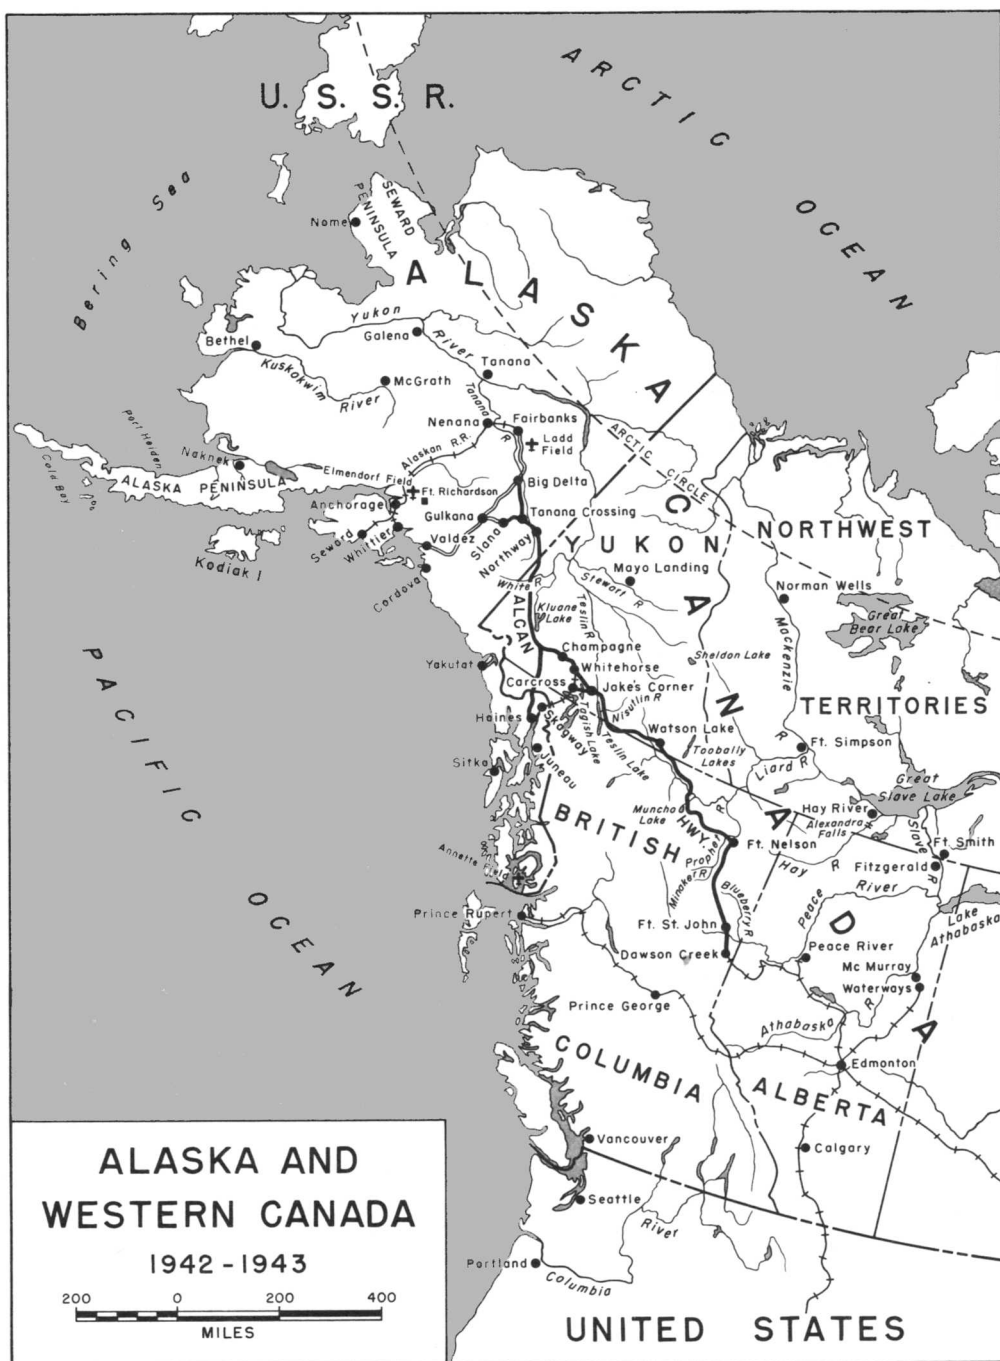 ARCTIC OCEAN
U. S. S. R.
Bering Sea
SEWARD PENINSULA
Nome
ALASKA
Yukon River
Galena
Bethel
Kuskokwim River
McGrath
Tanana
Tanana R
Nenana
Fairbanks
Alaskan R.R.
Ladd Field
ARCTIC CIRCLE
Port Heiden
Naknek
Cold Bay
ALASKA PENINSULA
Elmendorf Field
Ft. Richardson
Big Delta
Anchorage
Gulkana
Tanana Crossing
Slana
Northway
Seward
Whittier
Valdez
Kodiak I
Cordova
YUKON
NORTHWEST
CANADA
Mayo Landing
Stewart R
White R
Norman Wells
Great Bear Lake
Mackenzie R
ALCAN
Kluane Lake
Teslin R
Champagne
Sheldon Lake
Yakutat
Whitehorse
Carcross
Jake's Corner
TERRITORIES
Nisutlin R
Haines
Skagway
Tagish Lake
Teslin Lake
Watson Lake
Toobally Lakes
Ft. Simpson
Liard R
Juneau
Sitka
Great Slave Lake
Hay River
Alexandra Falls
Muncho Lake
HWY.
BRITISH
Prophet R
Ft. Nelson
Slave R
Ft Smith
Fitzgerald
Hay R
Minaker R
Annette Field
PACIFIC OCEAN
Blueberry R
Peace River
Lake Athabaska
Prince Rupert
Ft. St. John
Dawson Creek
Peace River
Mc Murray
Waterways
Prince George
Athabaska R
Edmonton
COLUMBIA
ALBERTA
Vancouver
Calgary
Seattle
Portland
Columbia River
UNITED STATES
ALASKA AND
WESTERN CANADA
1942-1943
200 0 200 400
MILES